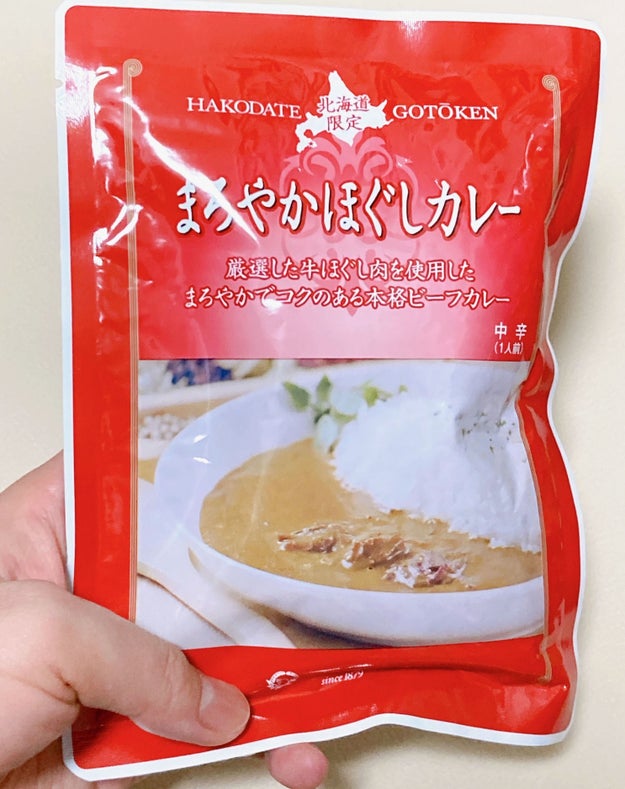 HAKODATE 北海道 GOTŌKEN
限定
まろやかほぐしカレー
厳選した牛ほぐし肉を使用した
まろやかでコクのある本格ビーフカレー
中辛
(1人前)
since 1879